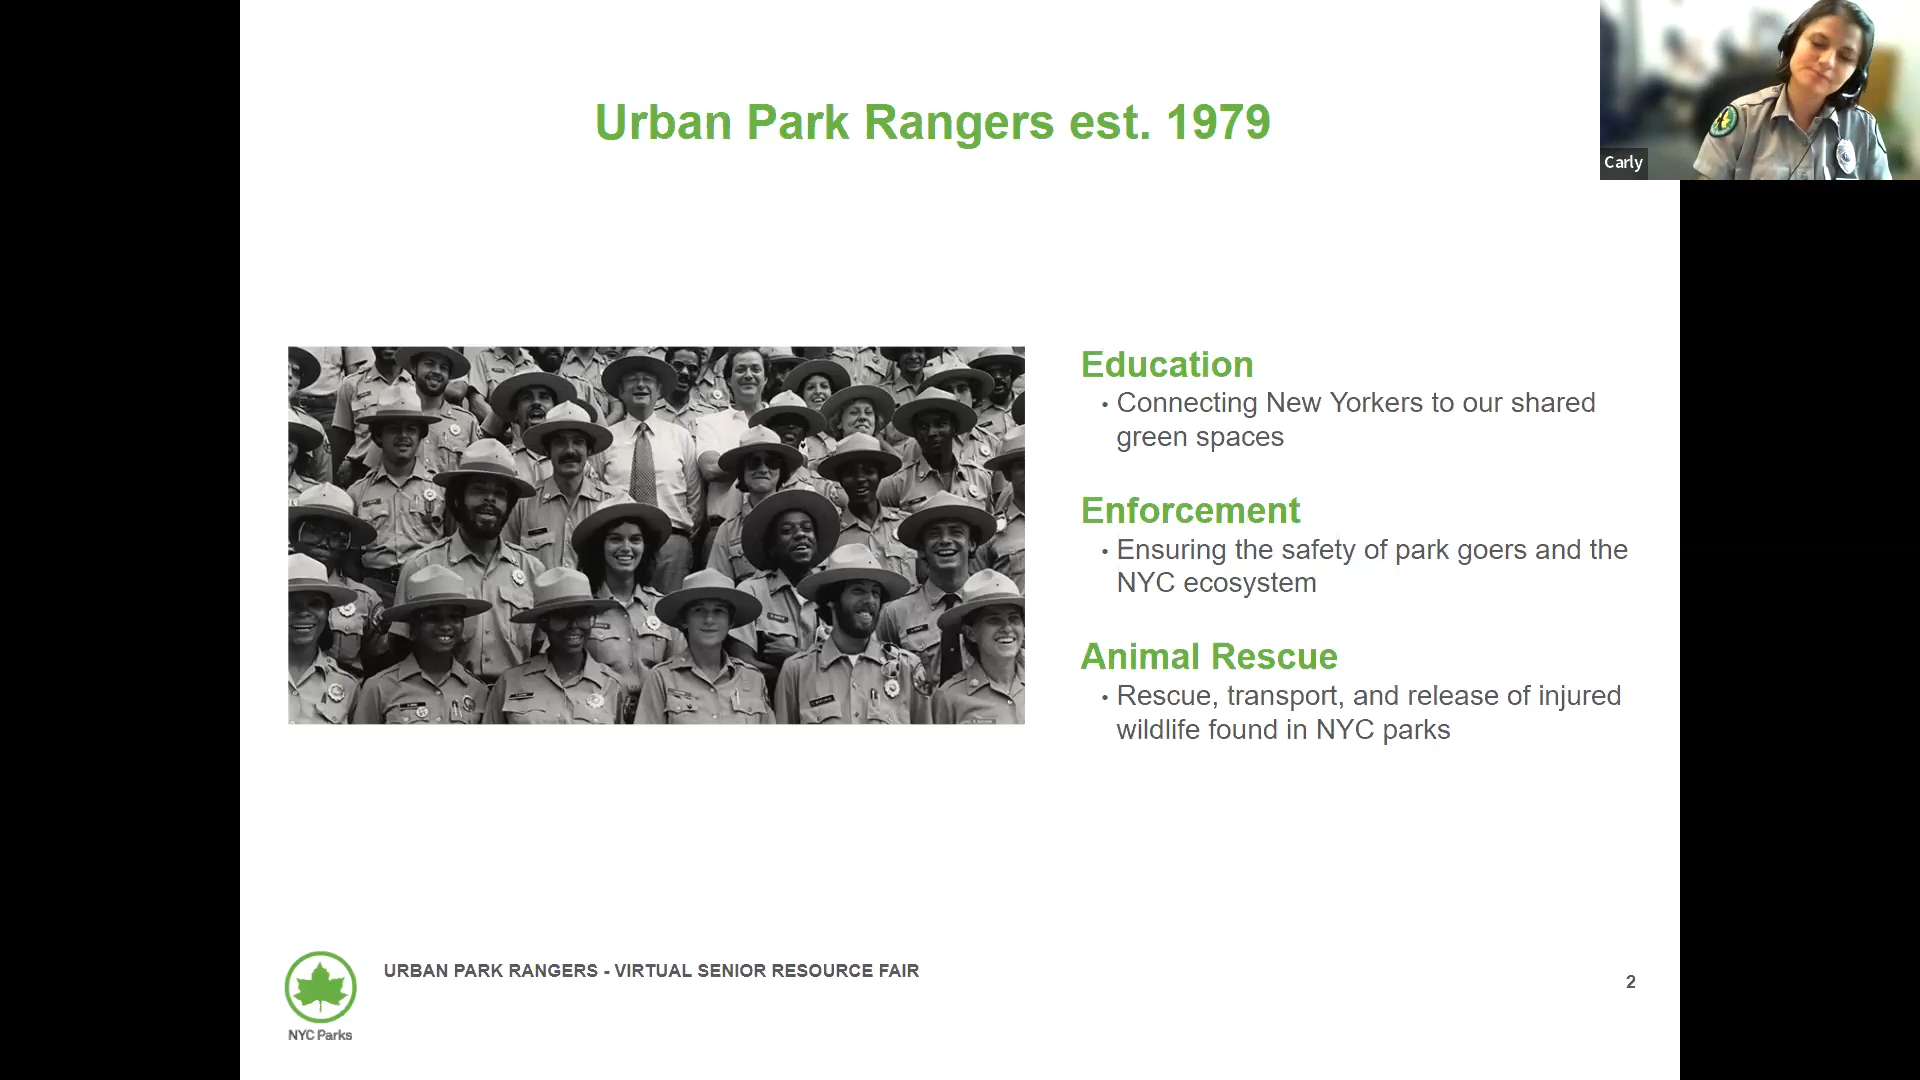 Urban Park Rangers est. 1979
Carly
Education
• Connecting New Yorkers to our shared
green spaces
Enforcement
• Ensuring the safety of park goers and the
NYC ecosystem
Animal Rescue
• Rescue, transport, and release of injured
wildlife found in NYC parks
URBAN PARK RANGERS - VIRTUAL SENIOR RESOURCE FAIR
2
NYC Parks